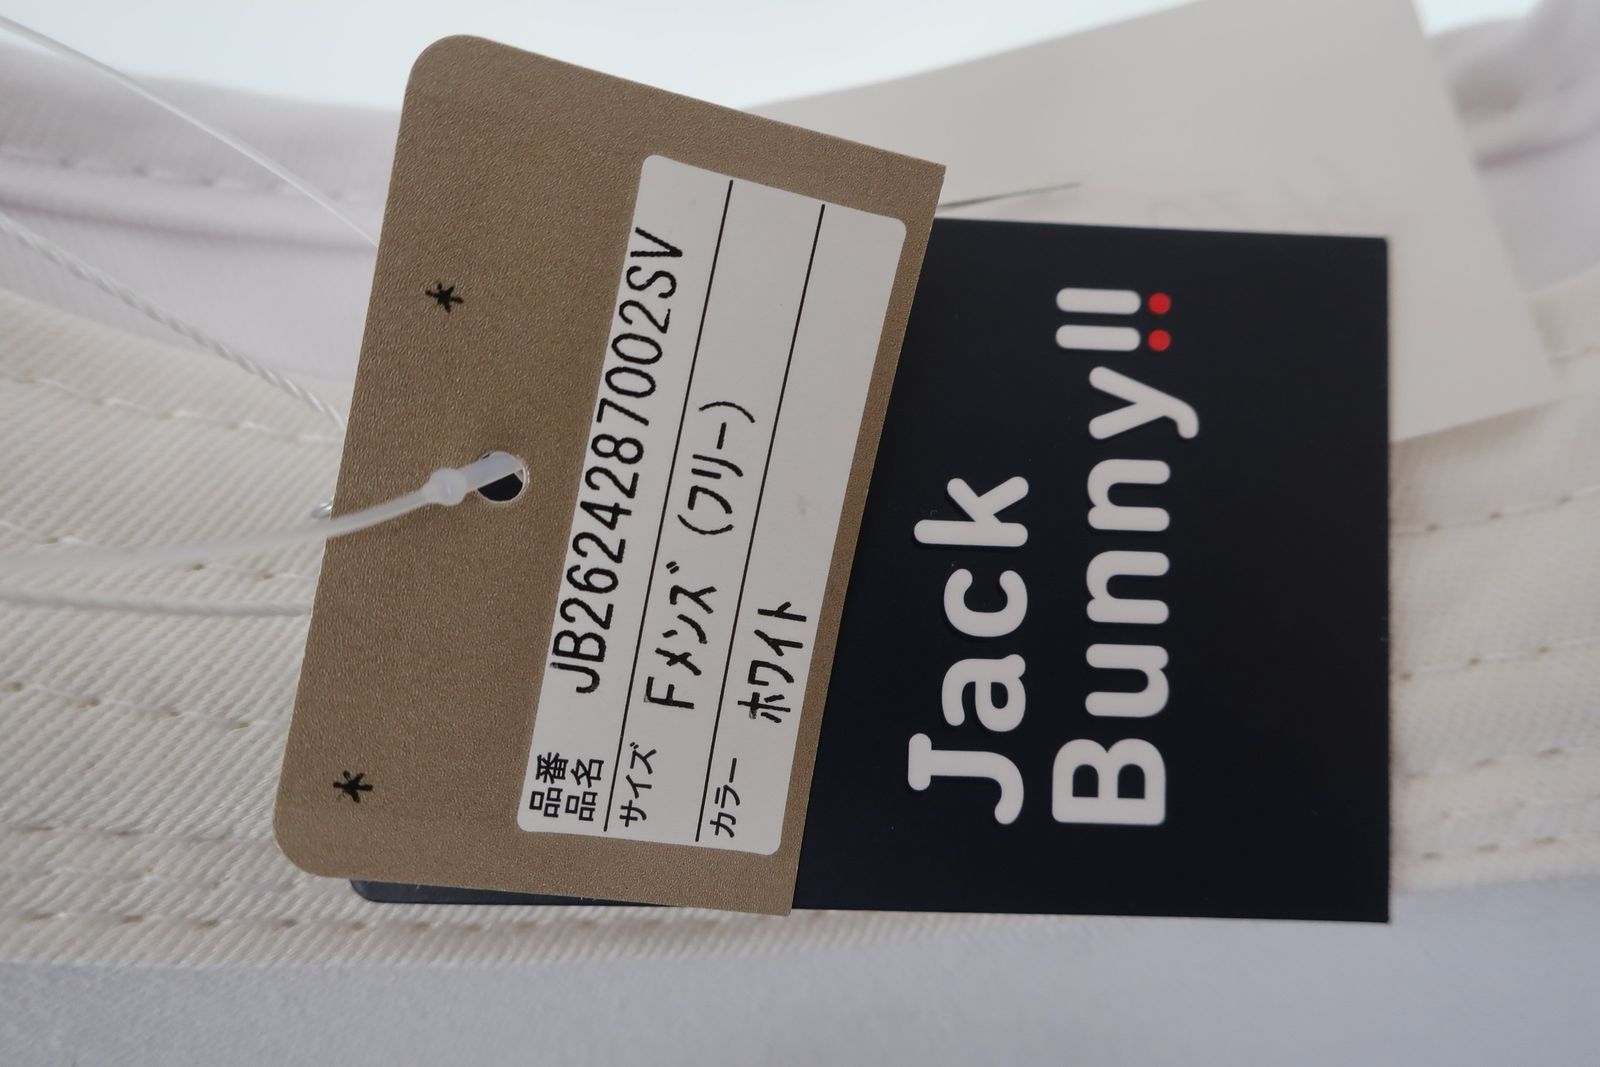 *
*
品番 JB264287002SV
品名
サイズ Fメンズ(フリー)
カラー ホワイト
Jack
Bunny!!